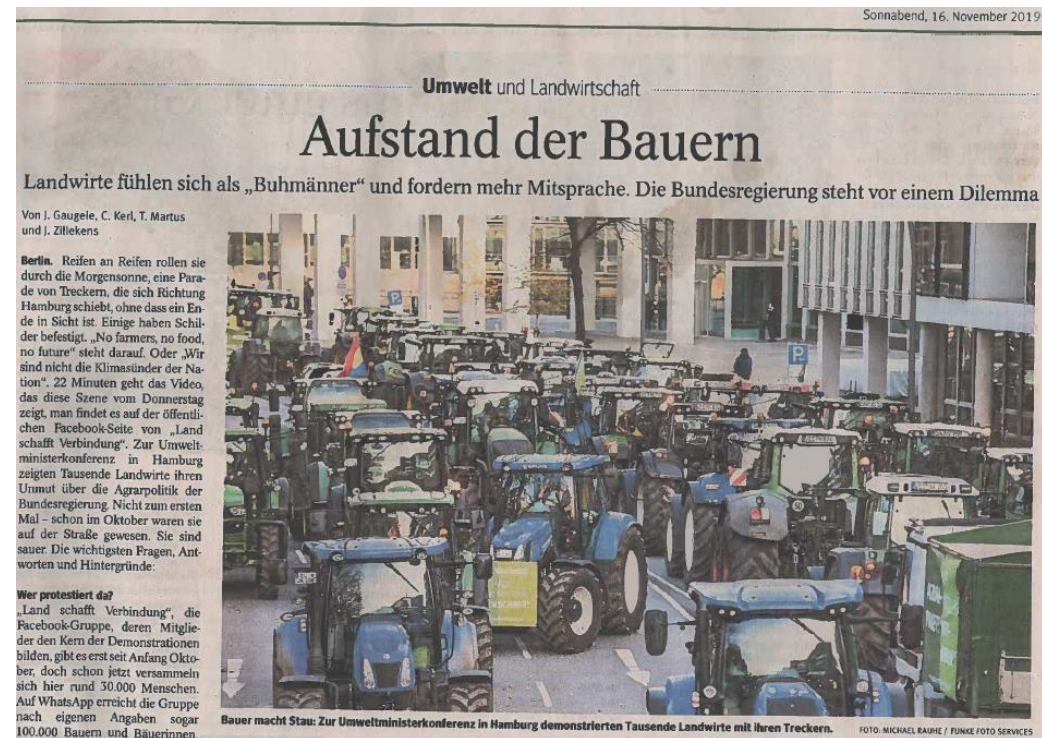 Sonnabend, 16. November 2019
Umwelt und Landwirtschaft
Aufstand der Bauern
Landwirte fühlen sich als „Buhmänner“ und fordern mehr Mitsprache. Die Bundesregierung steht vor einem Dilemma
Von J. Gaugele, C. Kerl, T. Martus
und J. Zillekens
Berlin. Reifen an Reifen rollen sie
durch die Morgensonne, eine Para-
de von Treckern, die sich Richtung
Hamburg schiebt, ohne dass ein En-
de in Sicht ist. Einige haben Schil-
der befestigt. „No farmers, no food,
no future“ steht darauf. Oder „Wir
sind nicht die Klimasünder der Na-
tion“. 22 Minuten geht das Video,
das diese Szene vom Donnerstag
zeigt, man findet es auf der öffentli-
chen Facebook-Seite von „Land
schafft Verbindung“. Zur Umwelt-
ministerkonferenz in Hamburg
zeigten Tausende Landwirte ihren
Unmut über die Agrarpolitik der
Bundesregierung. Nicht zum ersten
Mal – schon im Oktober waren sie
auf der Straße gewesen. Sie sind
sauer. Die wichtigsten Fragen, Ant-
worten und Hintergründe:
Wer protestiert da?
„Land schafft Verbindung“, die
Facebook-Gruppe, deren Mitglie-
der den Kern der Demonstrationen
bilden, gibt es erst seit Anfang Okto-
ber, doch schon jetzt versammeln
sich hier rund 30.000 Menschen.
Auf WhatsApp erreicht die Gruppe
nach eigenen Angaben sogar
100.000 Bauern und Bäuerinnen.
P
P
Bauer macht Stau: Zur Umweltministerkonferenz in Hamburg demonstrierten Tausende Landwirte mit ihren Treckern.
FOTO: MICHAEL RAUHE / FUNKE FOTO SERVICES